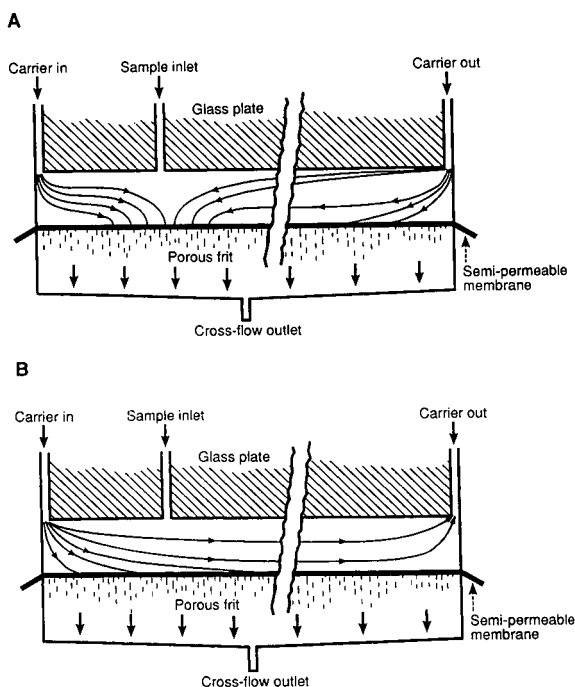 A
Carrier in
Sample inlet
Carrier out
Glass plate
Porous frit
Semi-permeable
membrane
Cross-flow outlet
B
Carrier in
Sample inlet
Carrier out
Glass plate
Porous frit
Semi-permeable
membrane
Cross-flow outlet